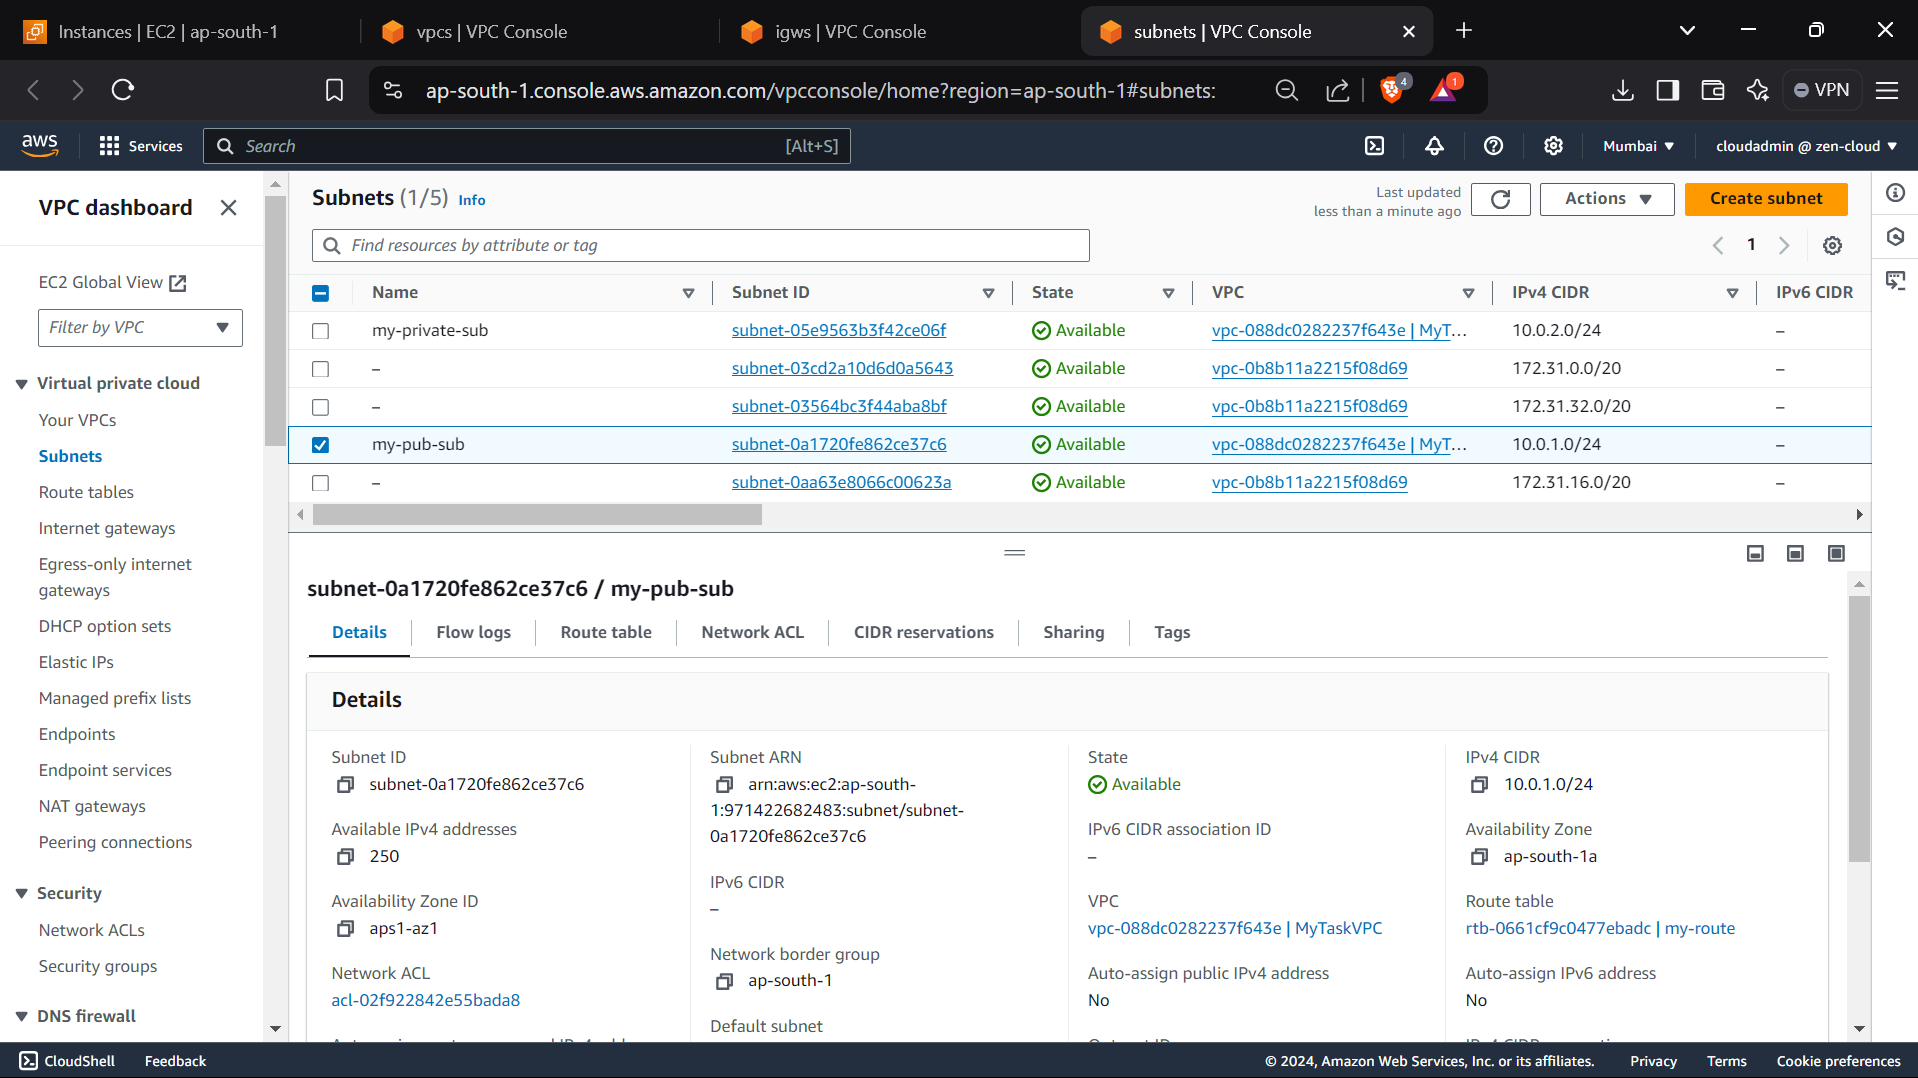 Instances | EC2 | ap-south-1
vpcs | VPC Console
igws | VPC Console
subnets | VPC Console
ap-south-1.console.aws.amazon.com/vpcconsole/home?region=ap-south-1#subnets:
4
1
VPN
aws
Services
Search
[Alt+S]
Mumbai
cloudadmin @ zen-cloud
VPC dashboard
EC2 Global View
Filter by VPC
Virtual private cloud
Your VPCs
Subnets
Route tables
Internet gateways
Egress-only internet
gateways
DHCP option sets
Elastic IPs
Managed prefix lists
Endpoints
Endpoint services
NAT gateways
Peering connections
Security
Network ACLs
Security groups
DNS firewall
Subnets (1/5) Info
Last updated
less than a minute ago
Actions
Create subnet
Find resources by attribute or tag
1
Name Subnet ID State VPC IPv4 CIDR IPv6 CIDR
my-private-sub subnet-05e9563b3f42ce06f Available vpc-088dc0282237f643e | MyT... 10.0.2.0/24 –
– subnet-03cd2a10d6d0a5643 Available vpc-0b8b11a2215f08d69 172.31.0.0/20 –
– subnet-03564bc3f44aba8bf Available vpc-0b8b11a2215f08d69 172.31.32.0/20 –
my-pub-sub subnet-0a1720fe862ce37c6 Available vpc-088dc0282237f643e | MyT... 10.0.1.0/24 –
– subnet-0aa63e8066c00623a Available vpc-0b8b11a2215f08d69 172.31.16.0/20 –
subnet-0a1720fe862ce37c6 / my-pub-sub
Details Flow logs Route table Network ACL CIDR reservations Sharing Tags
Details
Subnet ID
subnet-0a1720fe862ce37c6
Available IPv4 addresses
250
Availability Zone ID
aps1-az1
Network ACL
acl-02f922842e55bada8
Subnet ARN
arn:aws:ec2:ap-south-
1:971422682483:subnet/subnet-
0a1720fe862ce37c6
IPv6 CIDR
–
Network border group
ap-south-1
Default subnet
State
Available
IPv6 CIDR association ID
–
VPC
vpc-088dc0282237f643e | MyTaskVPC
Auto-assign public IPv4 address
No
IPv4 CIDR
10.0.1.0/24
Availability Zone
ap-south-1a
Route table
rtb-0661cf9c0477ebadc | my-route
Auto-assign IPv6 address
No
CloudShell
Feedback
© 2024, Amazon Web Services, Inc. or its affiliates.
Privacy
Terms
Cookie preferences